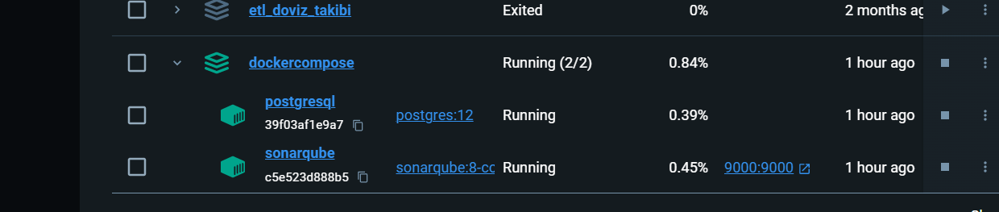 etl_doviz_takibi Exited 0% 2 months ag
dockercompose Running (2/2) 0.84% 1 hour ago
postgresql
39f03af1e9a7 postgres:12 Running 0.39% 1 hour ago
sonarqube
c5e523d888b5 sonarqube:8-cc Running 0.45% 9000:9000 1 hour ago